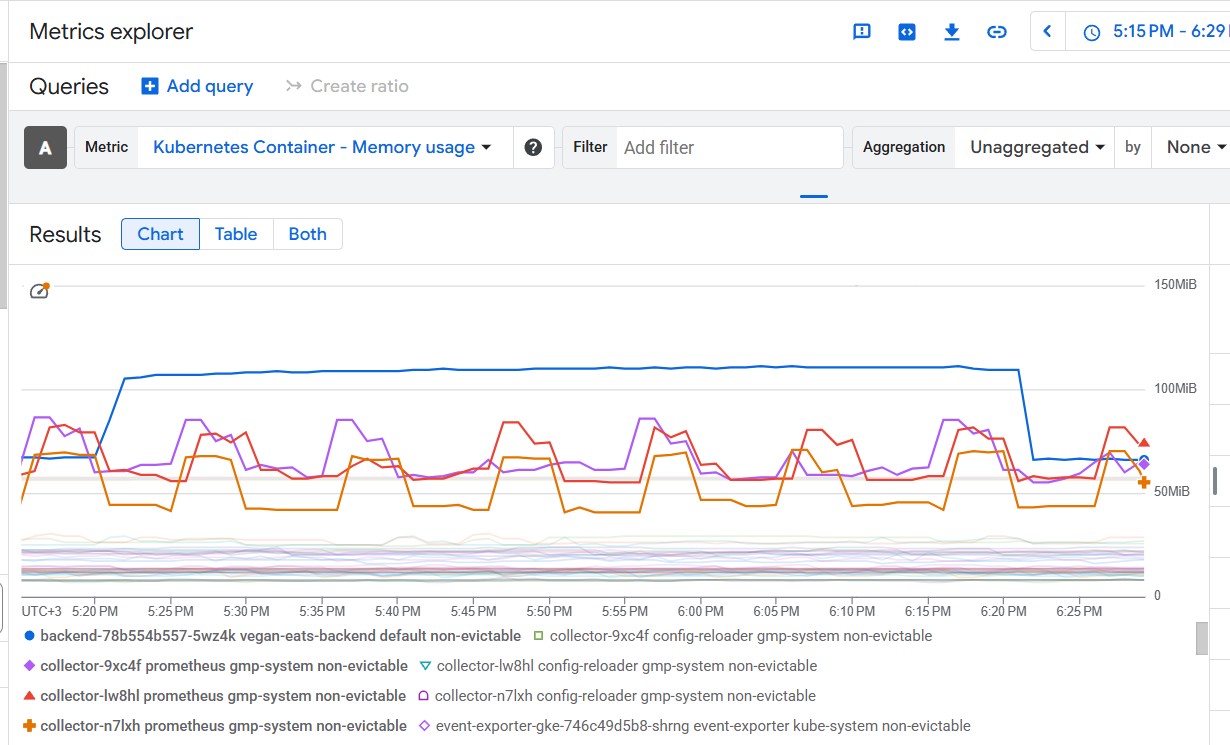 Metrics explorer
5:15 PM - 6:29
Queries Add query Create ratio
A Metric Kubernetes Container - Memory usage ? Filter Add filter Aggregation Unaggregated by None
Results Chart Table Both
150MiB
100MiB
50MiB
0
UTC+3 5:20 PM 5:25 PM 5:30 PM 5:35 PM 5:40 PM 5:45 PM 5:50 PM 5:55 PM 6:00 PM 6:05 PM 6:10 PM 6:15 PM 6:20 PM 6:25 PM
backend-78b554b557-5wz4k vegan-eats-backend default non-evictable collector-9xc4f config-reloader gmp-system non-evictable
collector-9xc4f prometheus gmp-system non-evictable collector-lw8hl config-reloader gmp-system non-evictable
collector-lw8hl prometheus gmp-system non-evictable collector-n7lxh config-reloader gmp-system non-evictable
collector-n7lxh prometheus gmp-system non-evictable event-exporter-gke-746c49d5b8-shrng event-exporter kube-system non-evictable